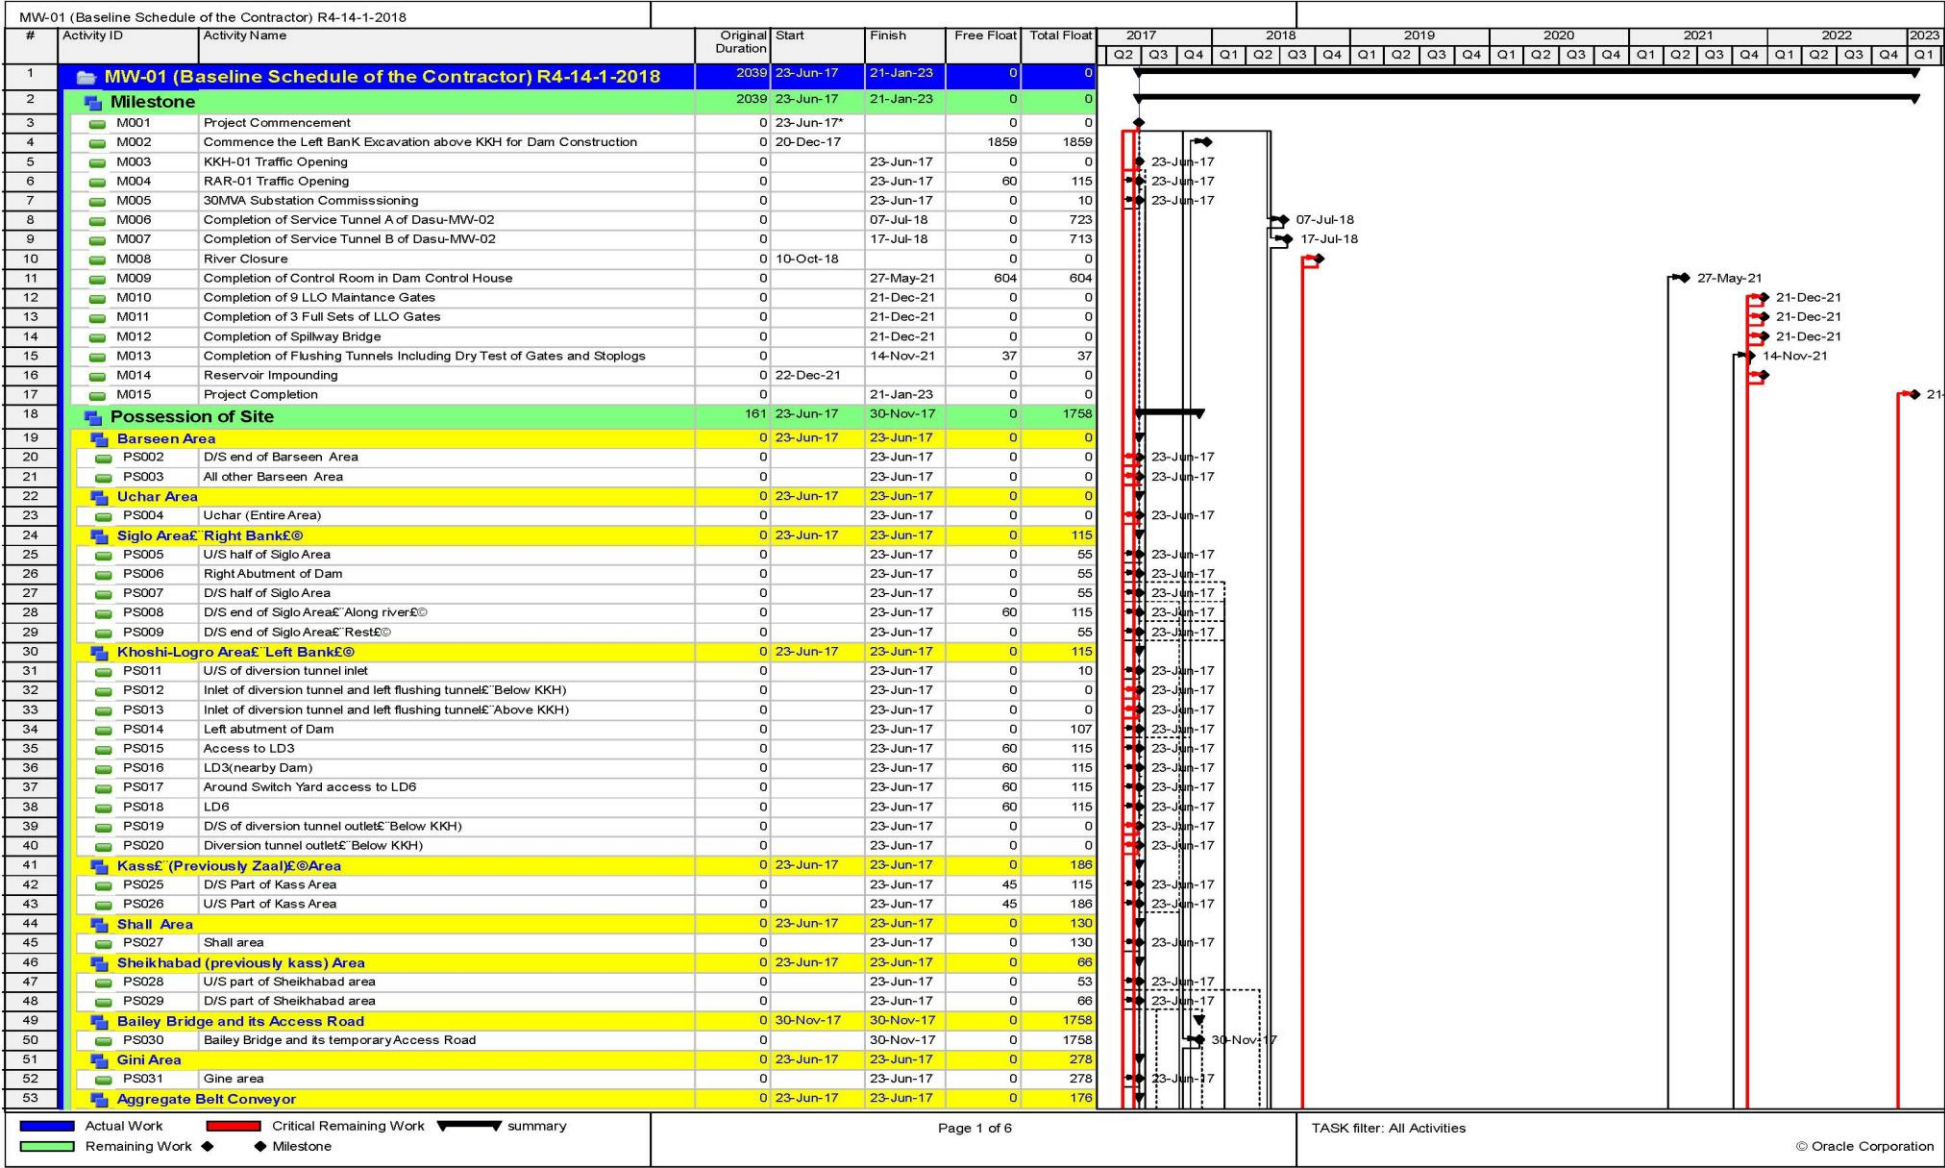 MW-01 (Baseline Schedule of the Contractor) R4-14-1-2018
# Activity ID Activity Name Original Duration Start Finish Free Float Total Float 2017 2018 2019 2020 2021 2022 2023
Q2 Q3 Q4 Q1 Q2 Q3 Q4 Q1 Q2 Q3 Q4 Q1 Q2 Q3 Q4 Q1 Q2 Q3 Q4 Q1 Q2 Q3 Q4 Q1
1 MW-01 (Baseline Schedule of the Contractor) R4-14-1-2018 2039 23-Jun-17 21-Jan-23 0 0
2 Milestone 2039 23-Jun-17 21-Jan-23 0 0
3 M001 Project Commencement 0 23-Jun-17* 0 0
4 M002 Commence the Left BanK Excavation above KKH for Dam Construction 0 20-Dec-17 1859 1859
5 M003 KKH-01 Traffic Opening 0 23-Jun-17 0 0 23-Jun-17
6 M004 RAR-01 Traffic Opening 0 23-Jun-17 60 115 23-Jun-17
7 M005 30MVA Substation Commisssioning 0 23-Jun-17 0 10 23-Jun-17
8 M006 Completion of Service Tunnel A of Dasu-MW-02 0 07-Jul-18 0 723 07-Jul-18
9 M007 Completion of Service Tunnel B of Dasu-MW-02 0 17-Jul-18 0 713 17-Jul-18
10 M008 River Closure 0 10-Oct-18 0 0
11 M009 Completion of Control Room in Dam Control House 0 27-May-21 604 604 27-May-21
12 M010 Completion of 9 LLO Maintance Gates 0 21-Dec-21 0 0 21-Dec-21
13 M011 Completion of 3 Full Sets of LLO Gates 0 21-Dec-21 0 0 21-Dec-21
14 M012 Completion of Spillway Bridge 0 21-Dec-21 0 0 21-Dec-21
15 M013 Completion of Flushing Tunnels Including Dry Test of Gates and Stoplogs 0 14-Nov-21 37 37 14-Nov-21
16 M014 Reservoir Impounding 0 22-Dec-21 0 0
17 M015 Project Completion 0 21-Jan-23 0 0 21-
18 Possession of Site 161 23-Jun-17 30-Nov-17 0 1758
19 Barseen Area 0 23-Jun-17 23-Jun-17 0 0
20 PS002 D/S end of Barseen Area 0 23-Jun-17 0 0 23-Jun-17
21 PS003 All other Barseen Area 0 23-Jun-17 0 0 23-Jun-17
22 Uchar Area 0 23-Jun-17 23-Jun-17 0 0
23 PS004 Uchar (Entire Area) 0 23-Jun-17 0 0 23-Jun-17
24 Siglo Area£¨Right Bank£© 0 23-Jun-17 23-Jun-17 0 115
25 PS005 U/S half of Siglo Area 0 23-Jun-17 0 55 23-Jun-17
26 PS006 Right Abutment of Dam 0 23-Jun-17 0 55 23-Jun-17
27 PS007 D/S half of Siglo Area 0 23-Jun-17 0 55 23-Jun-17
28 PS008 D/S end of Siglo Area£¨Along river£© 0 23-Jun-17 60 115 23-Jun-17
29 PS009 D/S end of Siglo Area£¨Rest£© 0 23-Jun-17 0 55 23-Jun-17
30 Khoshi-Logro Area£¨Left Bank£© 0 23-Jun-17 23-Jun-17 0 115
31 PS011 U/S of diversion tunnel inlet 0 23-Jun-17 0 10 23-Jun-17
32 PS012 Inlet of diversion tunnel and left flushing tunnel£¨Below KKH) 0 23-Jun-17 0 0 23-Jun-17
33 PS013 Inlet of diversion tunnel and left flushing tunnel£¨Above KKH) 0 23-Jun-17 0 0 23-Jun-17
34 PS014 Left abutment of Dam 0 23-Jun-17 0 107 23-Jun-17
35 PS015 Access to LD3 0 23-Jun-17 60 115 23-Jun-17
36 PS016 LD3(nearby Dam) 0 23-Jun-17 60 115 23-Jun-17
37 PS017 Around Switch Yard access to LD6 0 23-Jun-17 60 115 23-Jun-17
38 PS018 LD6 0 23-Jun-17 60 115 23-Jun-17
39 PS019 D/S of diversion tunnel outlet£¨Below KKH) 0 23-Jun-17 0 0 23-Jun-17
40 PS020 Diversion tunnel outlet£¨Below KKH) 0 23-Jun-17 0 0 23-Jun-17
41 Kass£¨(Previously Zaal)£©Area 0 23-Jun-17 23-Jun-17 0 186
42 PS025 D/S Part of Kass Area 0 23-Jun-17 45 115 23-Jun-17
43 PS026 U/S Part of Kass Area 0 23-Jun-17 45 186 23-Jun-17
44 Shall Area 0 23-Jun-17 23-Jun-17 0 130
45 PS027 Shall area 0 23-Jun-17 0 130 23-Jun-17
46 Sheikhabad (previously kass) Area 0 23-Jun-17 23-Jun-17 0 66
47 PS028 U/S part of Sheikhabad area 0 23-Jun-17 0 53 23-Jun-17
48 PS029 D/S part of Sheikhabad area 0 23-Jun-17 0 66 23-Jun-17
49 Bailey Bridge and its Access Road 0 30-Nov-17 30-Nov-17 0 1758
50 PS030 Bailey Bridge and its temporary Access Road 0 30-Nov-17 0 1758 30-Nov-17
51 Gini Area 0 23-Jun-17 23-Jun-17 0 278
52 PS031 Gine area 0 23-Jun-17 0 278 23-Jun-17
53 Aggregate Belt Conveyor 0 23-Jun-17 23-Jun-17 0 176
Actual Work Critical Remaining Work summary Page 1 of 6 TASK filter: All Activities
Remaining Work Milestone © Oracle Corporation